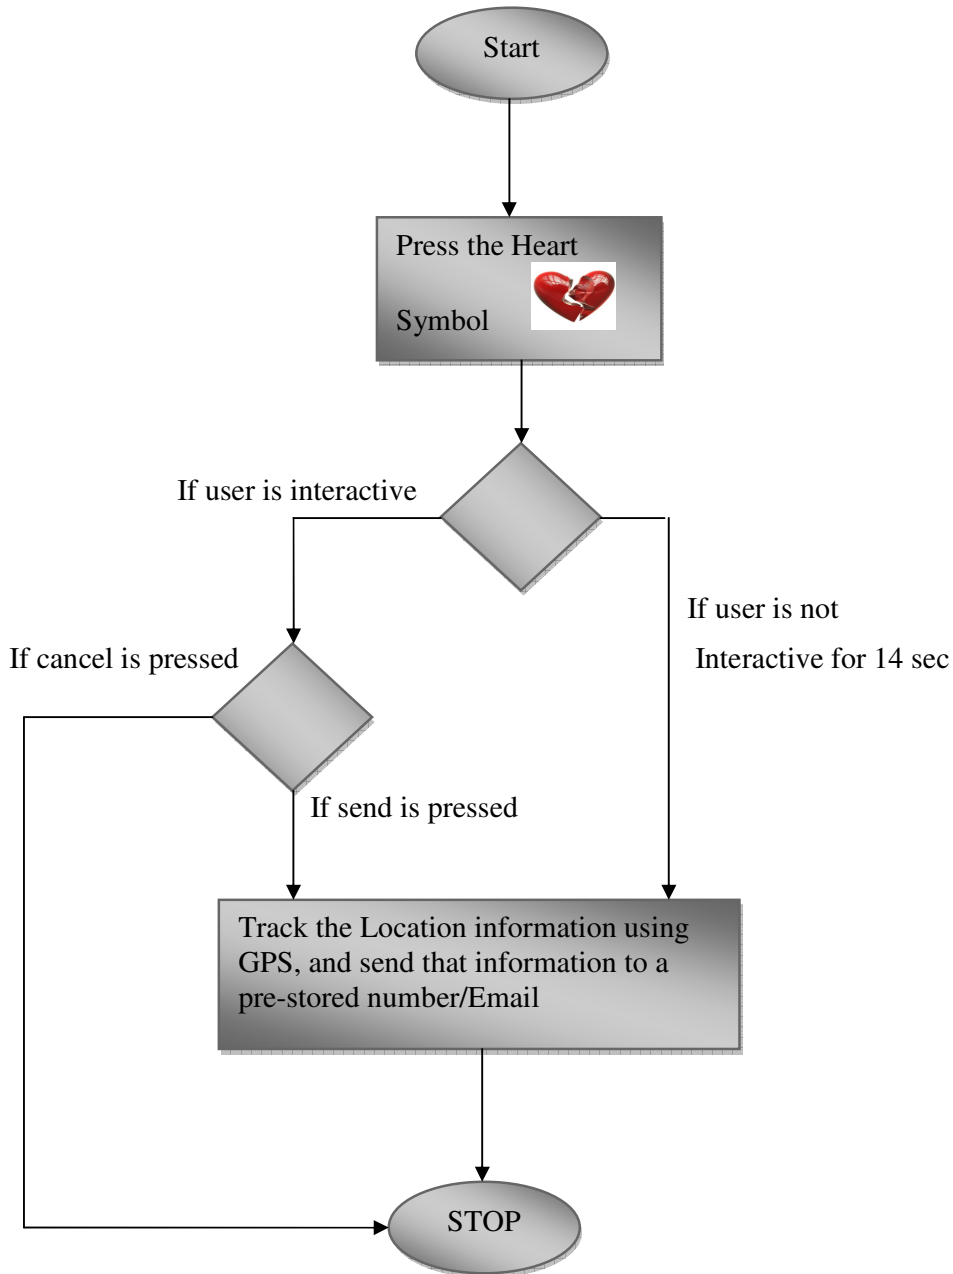 Start
Press the Heart
Symbol
If user is interactive
If user is not
Interactive for 14 sec
If cancel is pressed
If send is pressed
Track the Location information using
GPS, and send that information to a
pre-stored number/Email
STOP